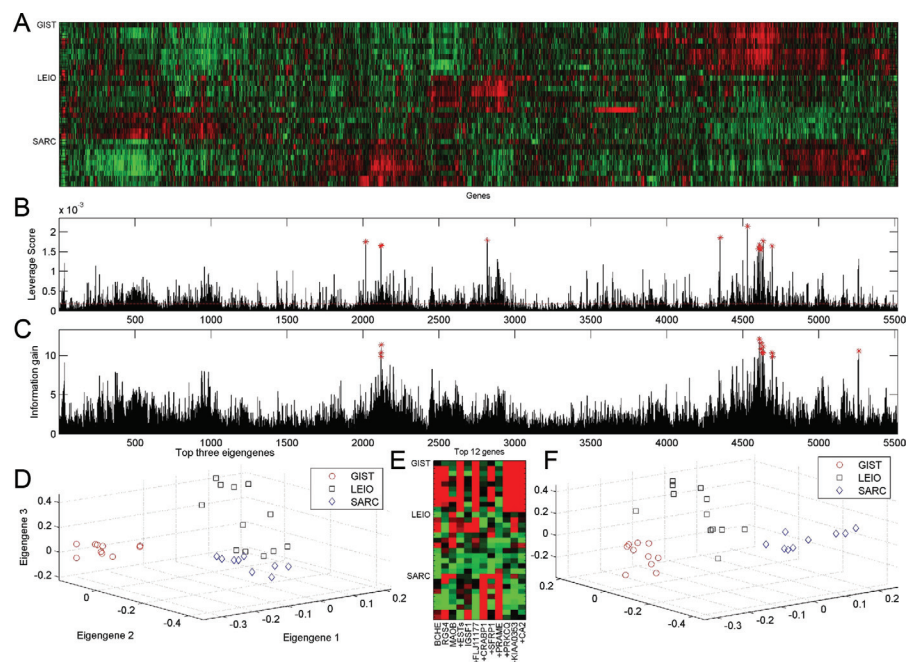 A
GIST
LEIO
SARC
Genes
B
x 10-3
Leverage Score
2
1.5
1
0.5
0
500 1000 1500 2000 2500 3000 3500 4000 4500 5000 5500
C
Information gain
10
5
0
500 1000 1500 2000 2500 3000 3500 4000 4500 5000 5500
Top three eigengenes
D
GIST
LEIO
SARC
Eigengene 3
0.4
0.2
0
-0.2
0
-0.2
-0.4
Eigengene 2
-0.3
-0.2
-0.1
0
0.1
0.2
Eigengene 1
E
Top 12 genes
GIST
LEIO
SARC
BCHE
RGS4
MAOB
+ESTs
IGSF1
+CRABP1
+SFRP1
+PRAME
+PRKCQ
+CA2
F
GIST
LEIO
SARC
0.4
0.2
0
-0.2
0.2
0
-0.2
-0.4
-0.3
-0.2
-0.1
0
0.1
0.2